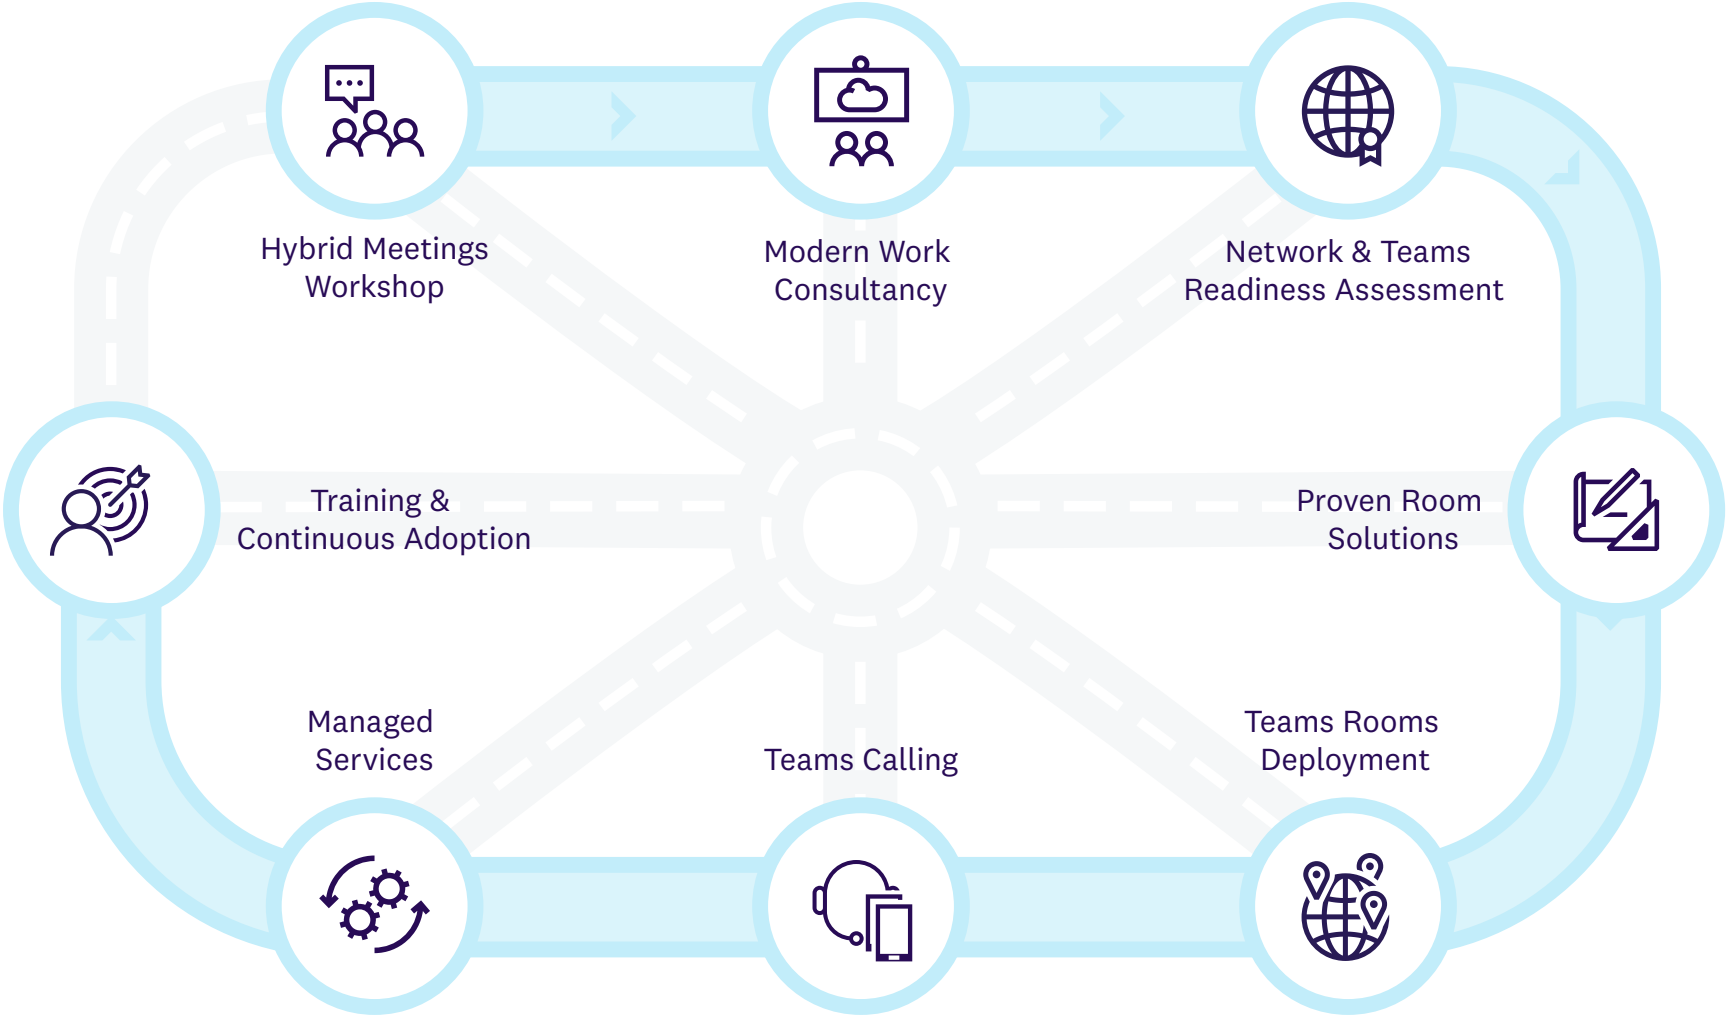 Hybrid Meetings
Workshop
Modern Work
Consultancy
Network & Teams
Readiness Assessment
Training &
Continuous Adoption
Proven Room
Solutions
Managed
Services
Teams Calling
Teams Rooms
Deployment